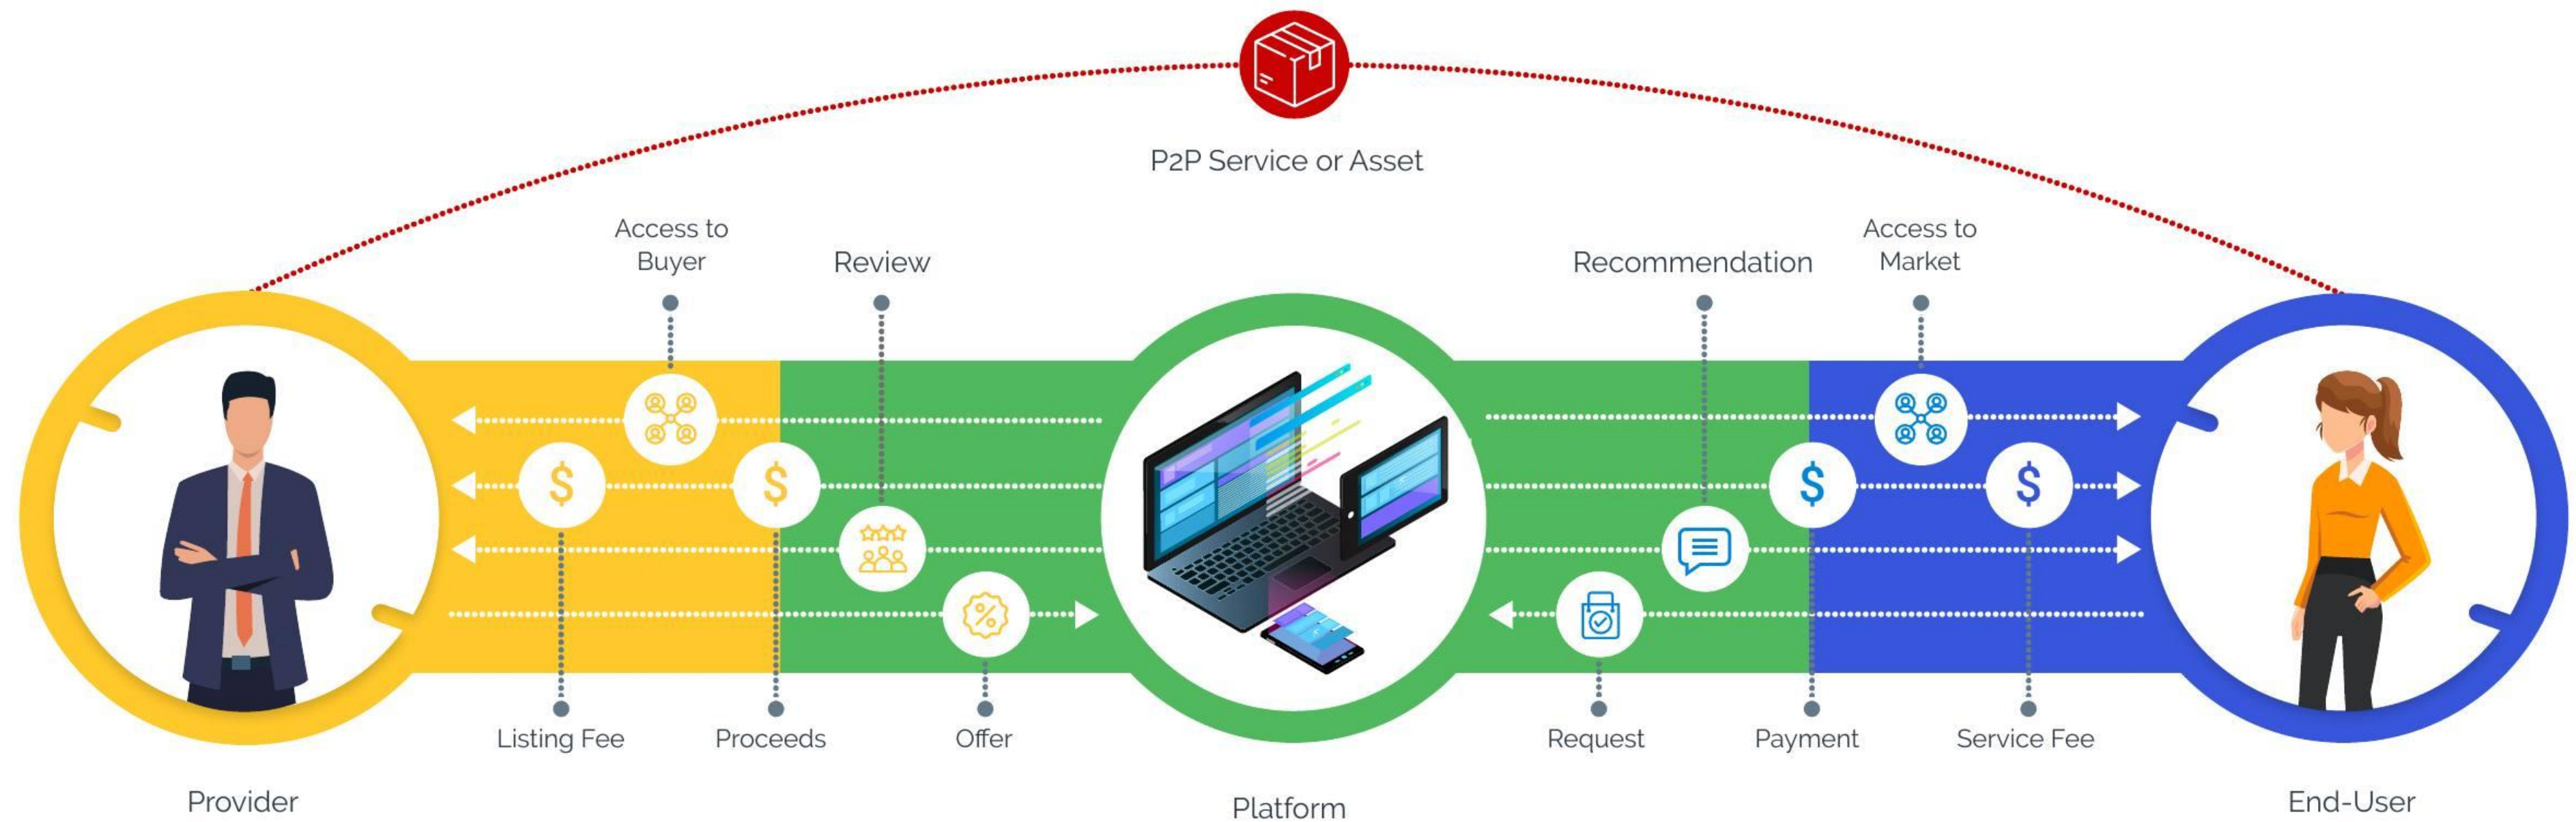 P2P Service or Asset
Access to
Buyer
Review
Recommendation
Access to
Market
Listing Fee
Proceeds
Offer
Request
Payment
Service Fee
Provider
Platform
End-User